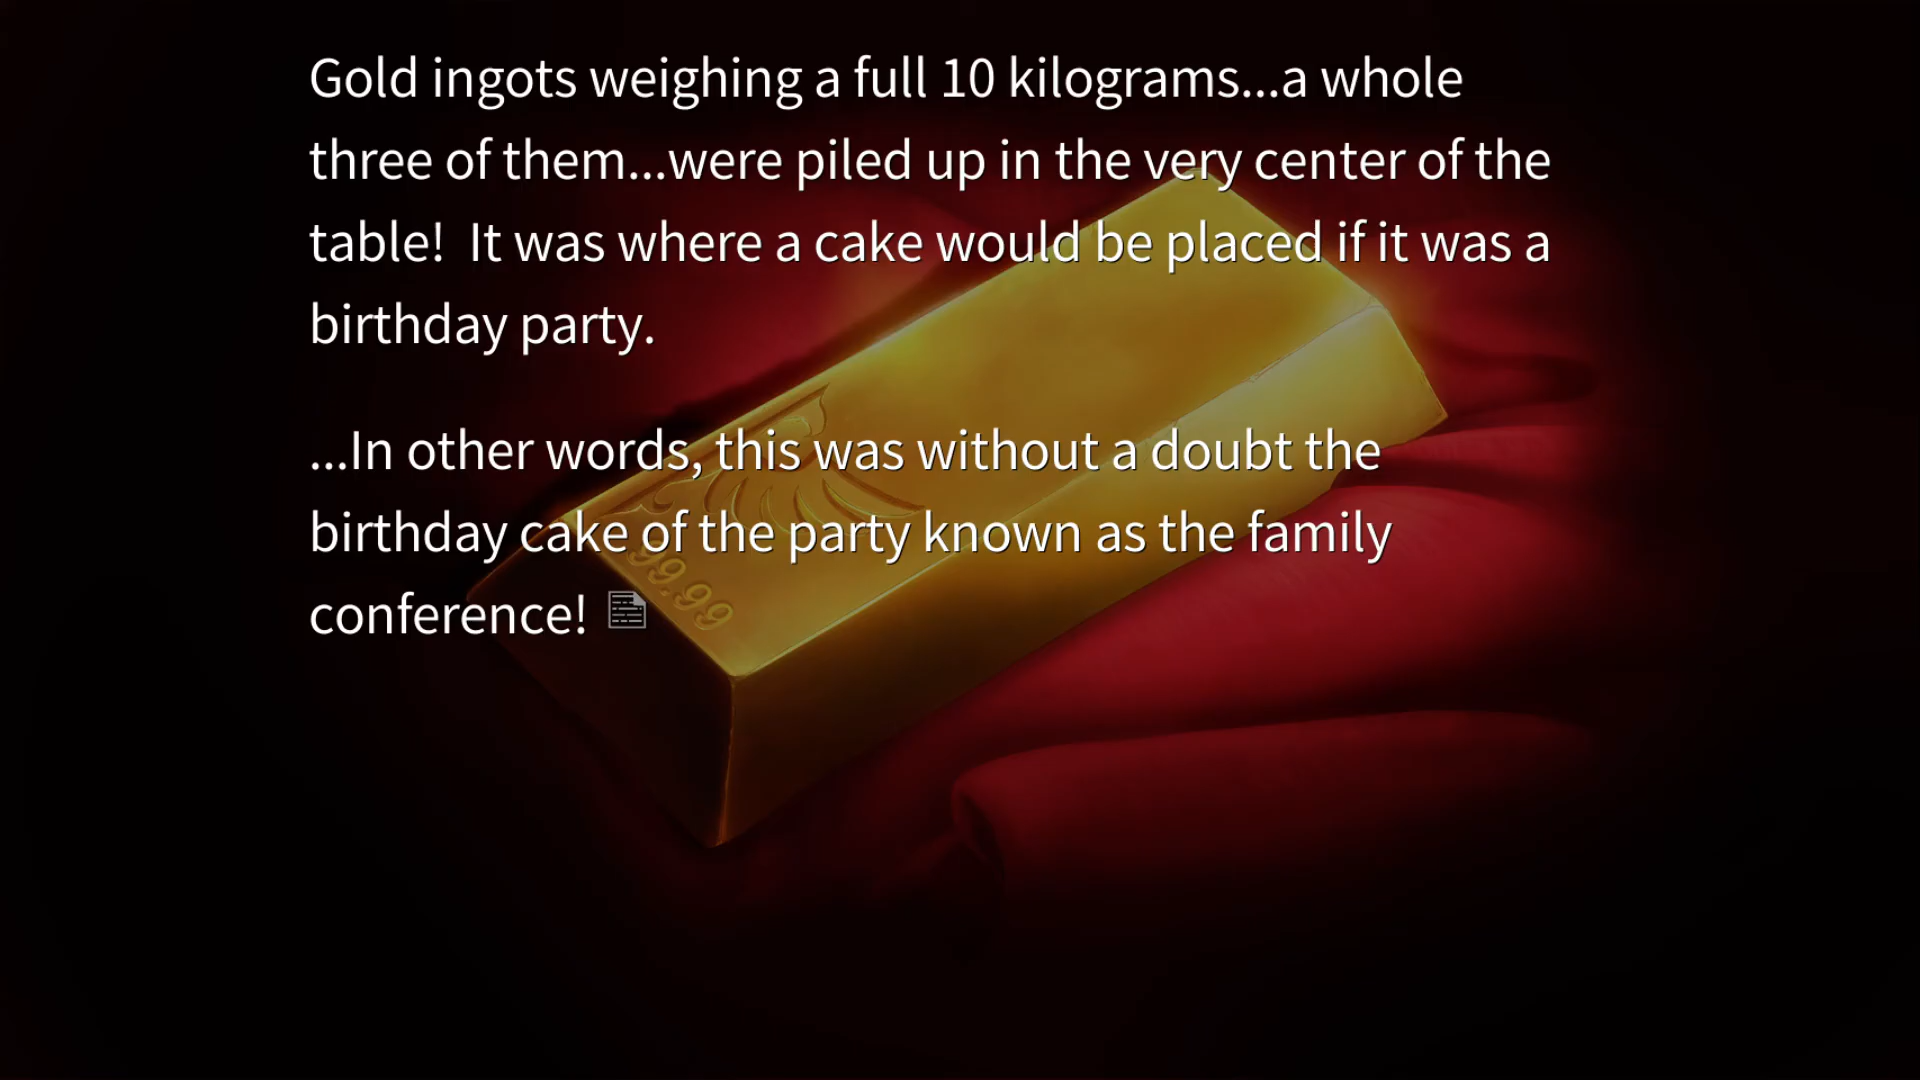 Gold ingots weighing a full 10 kilograms...a whole
three of them...were piled up in the very center of the
table!  It was where a cake would be placed if it was a
birthday party.
...In other words, this was without a doubt the
birthday cake of the party known as the family
conference!
99.99